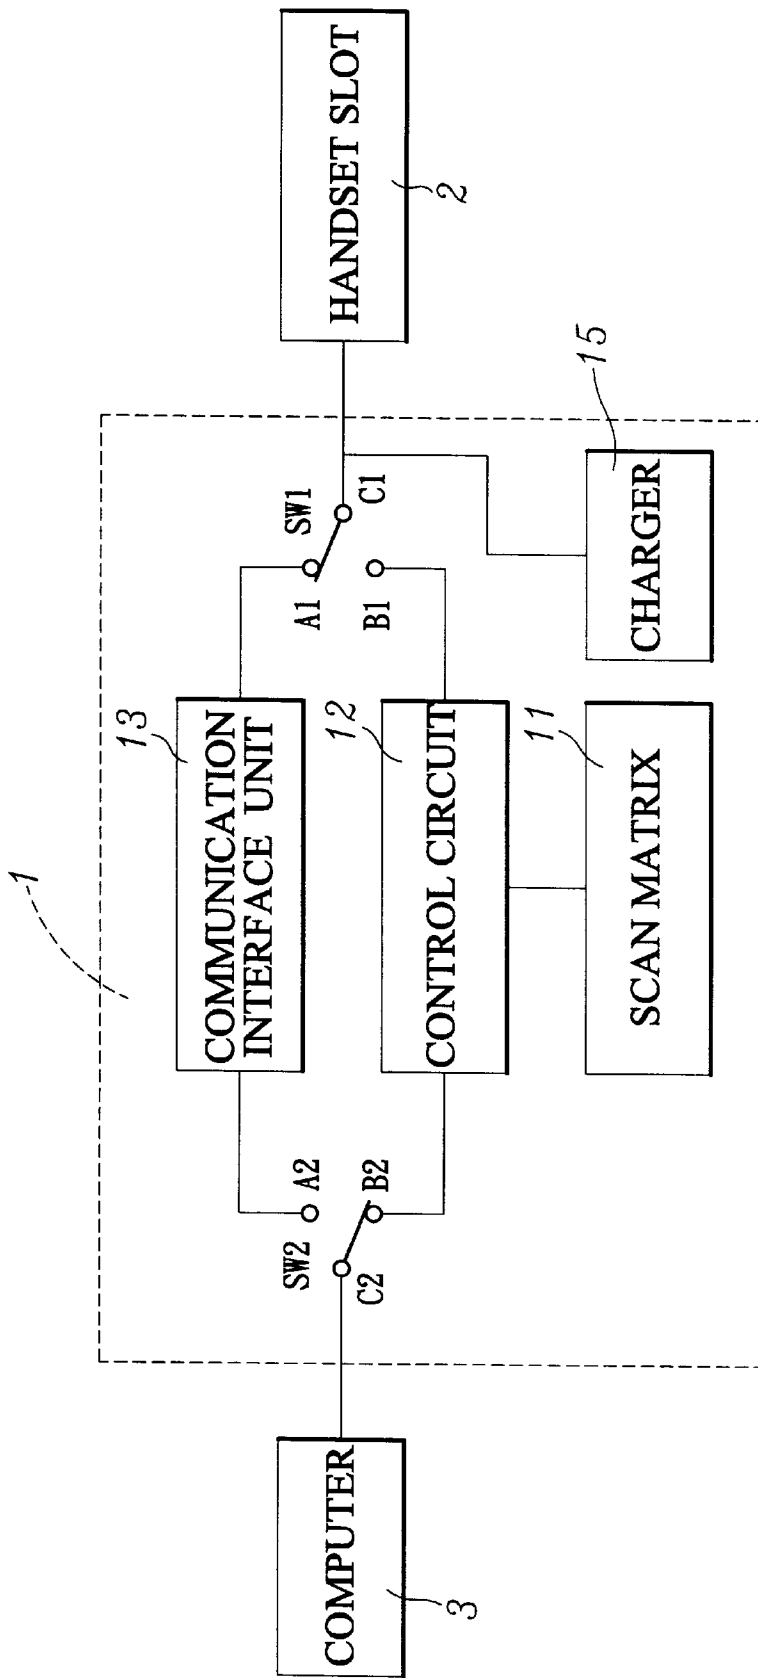 1
COMPUTER
3
SW2
C2
A2
B2
COMMUNICATION
INTERFACE UNIT
13
CONTROL CIRCUIT
12
SCAN MATRIX
11
A1
B1
SW1
C1
CHARGER
15
HANDSET SLOT
2